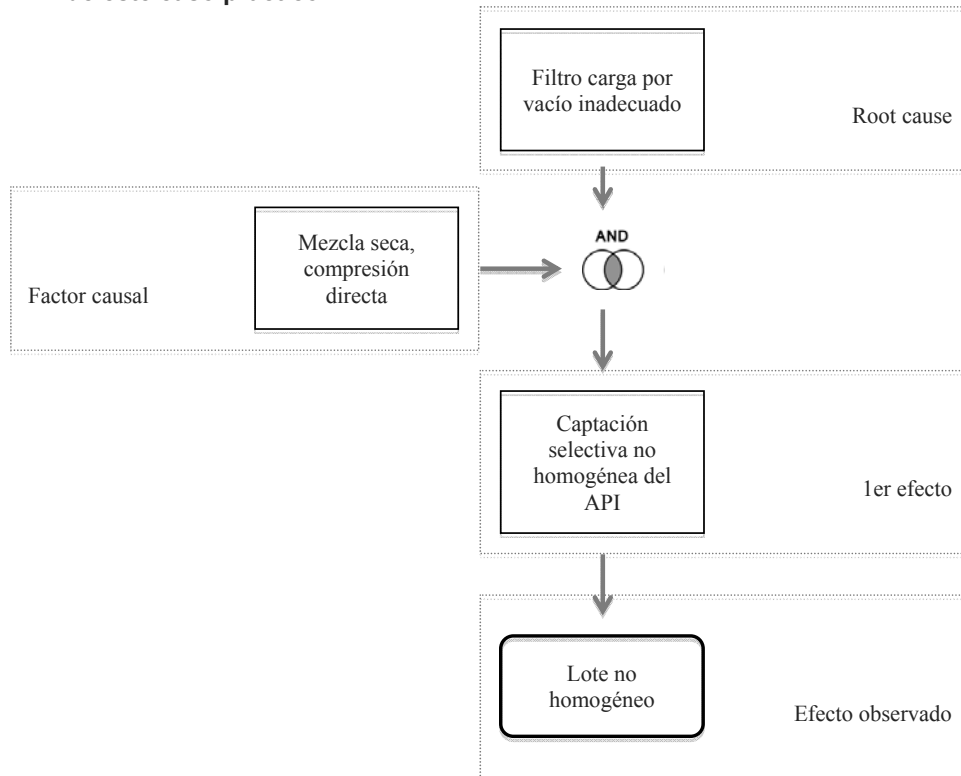 Filtro carga por
vacío inadecuado
Root cause
AND
Mezcla seca,
compresión
directa
Factor causal
Captación
selectiva no
homogénea del
API
1er efecto
Lote no
homogéneo
Efecto observado